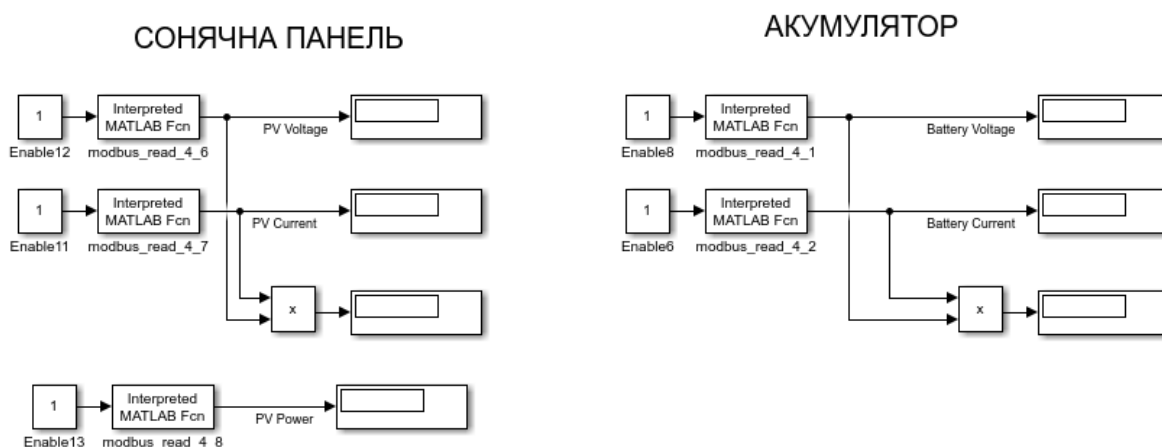 СОНЯЧНА ПАНЕЛЬ
1
Interpreted
MATLAB Fcn
Enable12
modbus_read_4_6
PV Voltage
1
Interpreted
MATLAB Fcn
Enable11
modbus_read_4_7
PV Current
x
1
Interpreted
MATLAB Fcn
Enable13
modbus_read_4_8
PV Power
АКУМУЛЯТОР
1
Interpreted
MATLAB Fcn
Enable8
modbus_read_4_1
Battery Voltage
1
Interpreted
MATLAB Fcn
Enable6
modbus_read_4_2
Battery Current
x